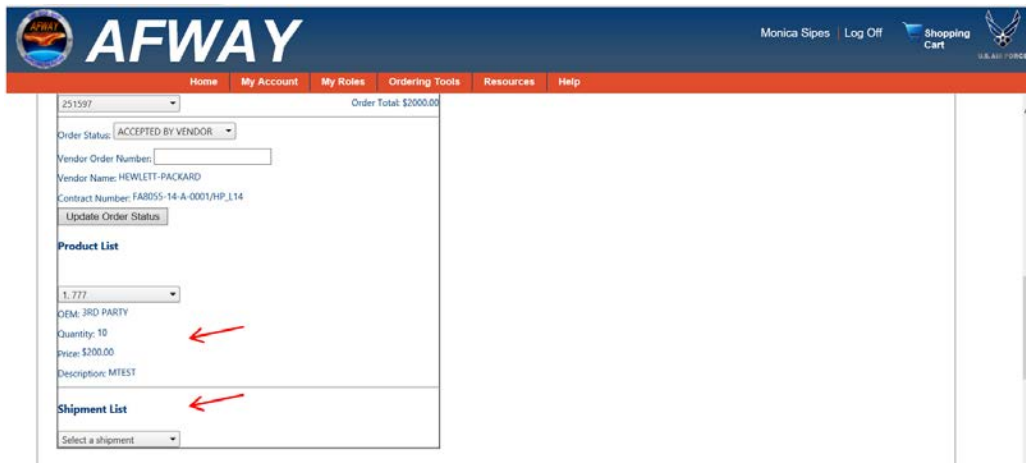 AFWAY
AFWAY
Monica Sipes | Log Off
Shopping Cart
U.S. AIR FORCE
Home My Account My Roles Ordering Tools Resources Help
251597 Order Total: $2000.00
Order Status: ACCEPTED BY VENDOR
Vendor Order Number:
Vendor Name: HEWLETT-PACKARD
Contract Number: FA8055-14-A-0001/HP_L14
Update Order Status
Product List
1. 777
OEM: 3RD PARTY
Quantity: 10
Price: $200.00
Description: MTEST
Shipment List
Select a shipment